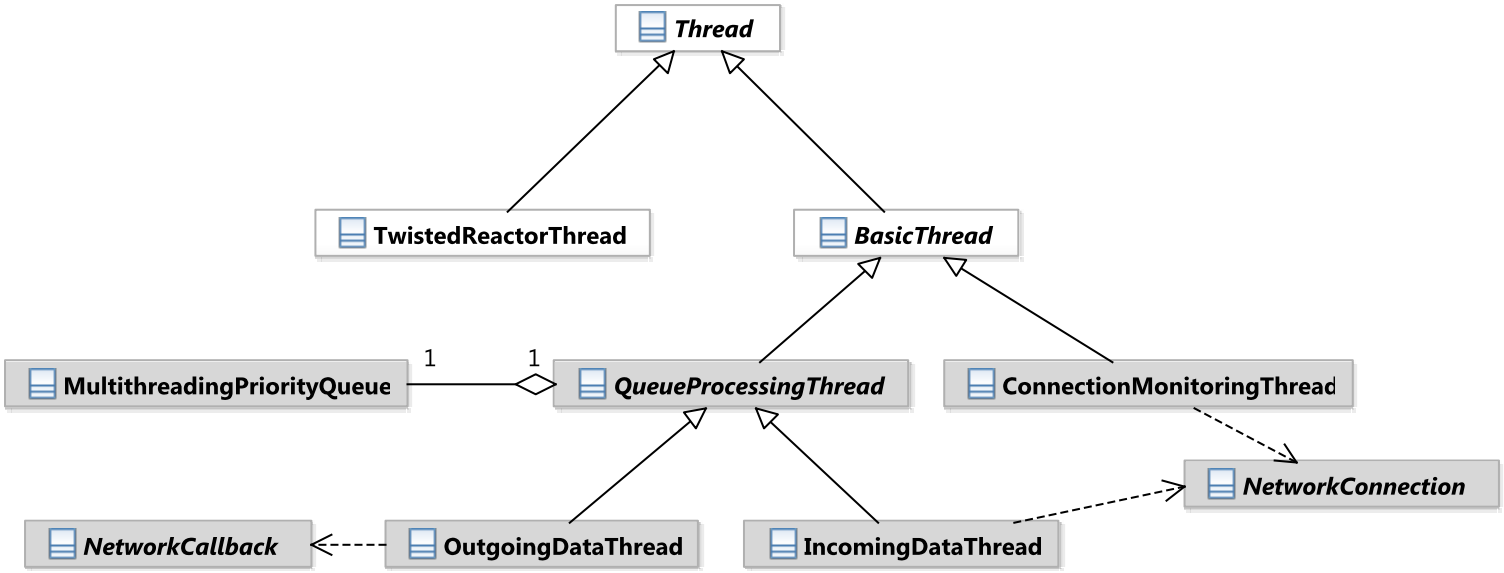 Thread
TwistedReactorThread
BasicThread
1
1
MultithreadingPriorityQueue
QueueProcessingThread
ConnectionMonitoringThread
NetworkConnection
NetworkCallback
OutgoingDataThread
IncomingDataThread